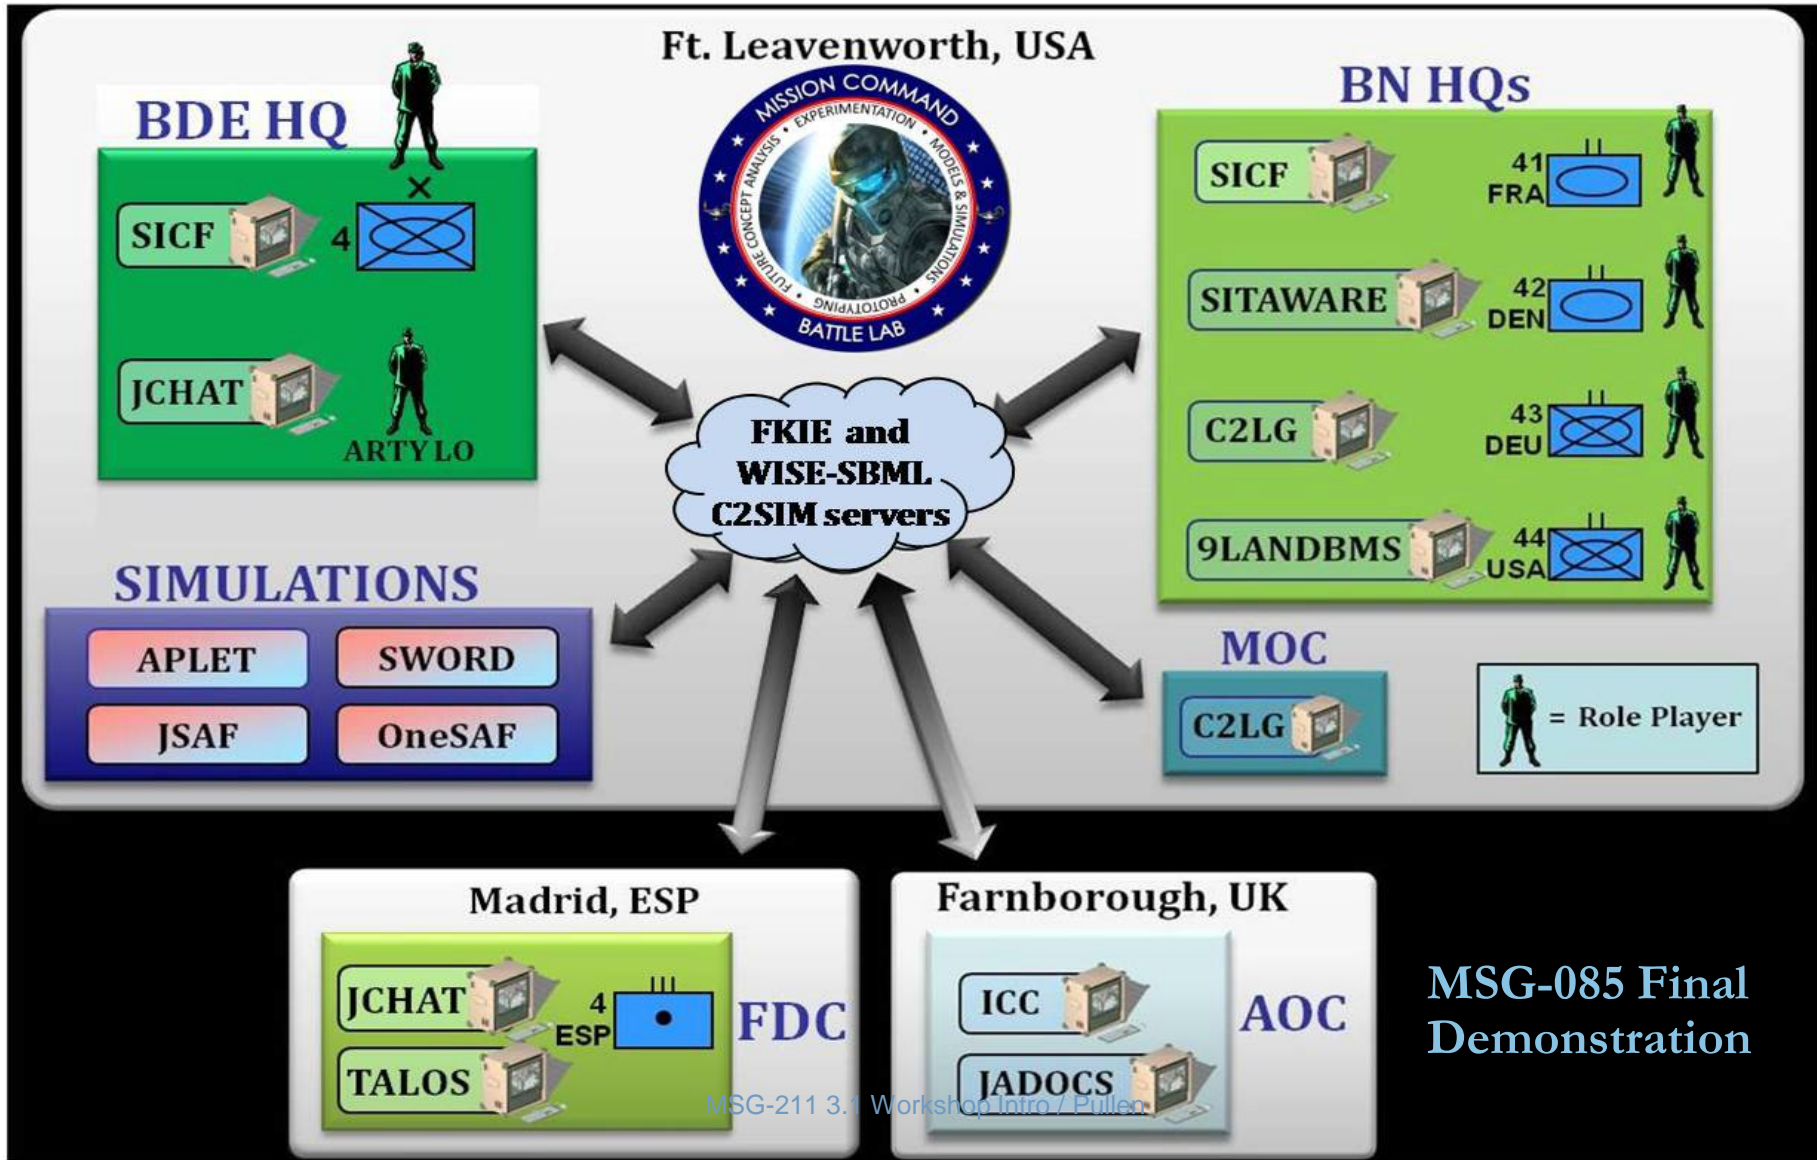 Ft. Leavenworth, USA
BDE HQ
SICF
4
JCHAT
ARTY LO
MISSION COMMAND
BATTLE LAB
FUTURE CONCEPT ANALYSIS • EXPERIMENTATION • MODELS & SIMULATIONS • PROTOTYPING
BN HQs
SICF
41
FRA
SITAWARE
42
DEN
C2LG
43
DEU
9LANDBMS
44
USA
FKIE and
WISE-SBML
C2SIM servers
SIMULATIONS
APLET
SWORD
JSAF
OneSAF
MOC
C2LG
= Role Player
Madrid, ESP
JCHAT
4
ESP
TALOS
FDC
Farnborough, UK
ICC
JADOCS
AOC
MSG-085 Final
Demonstration
MSG-211 3.1 Workshop Intro / Pullen